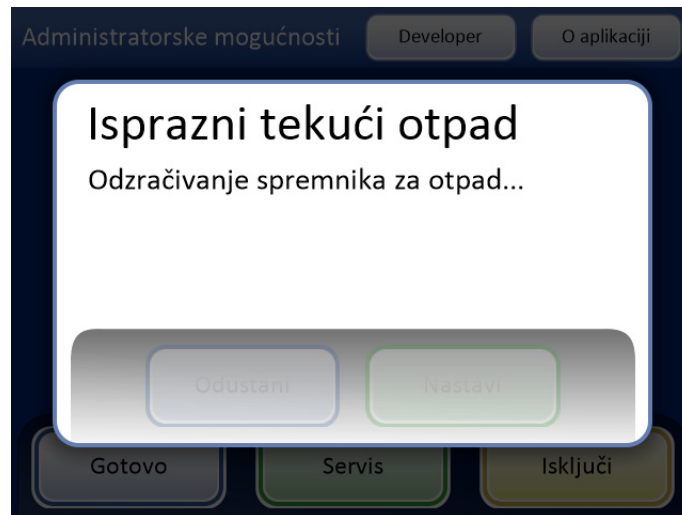 Administratorske mogućnosti Developer O aplikaciji
Isprazni tekući otpad
Odzračivanje spremnika za otpad...
Odustani Nastavi
Gotovo Servis Isključi